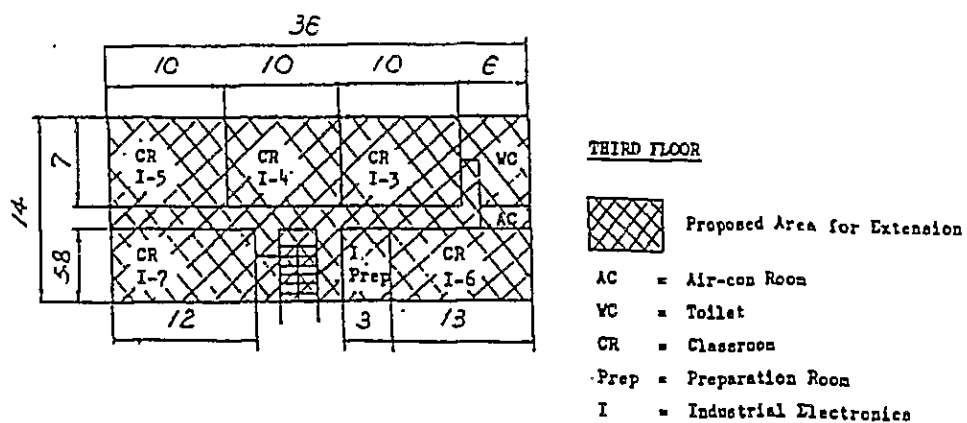 36
10 10 10 6
14
7
5.8
CR
I-5
CR
I-4
CR
I-3
WC
AC
CR
I-7
I.
Prep
CR
I-6
12 3 13
THIRD FLOOR
Proposed Area for Extension
AC = Air-con Room
WC = Toilet
CR = Classroom
Prep = Preparation Room
I = Industrial Electronics